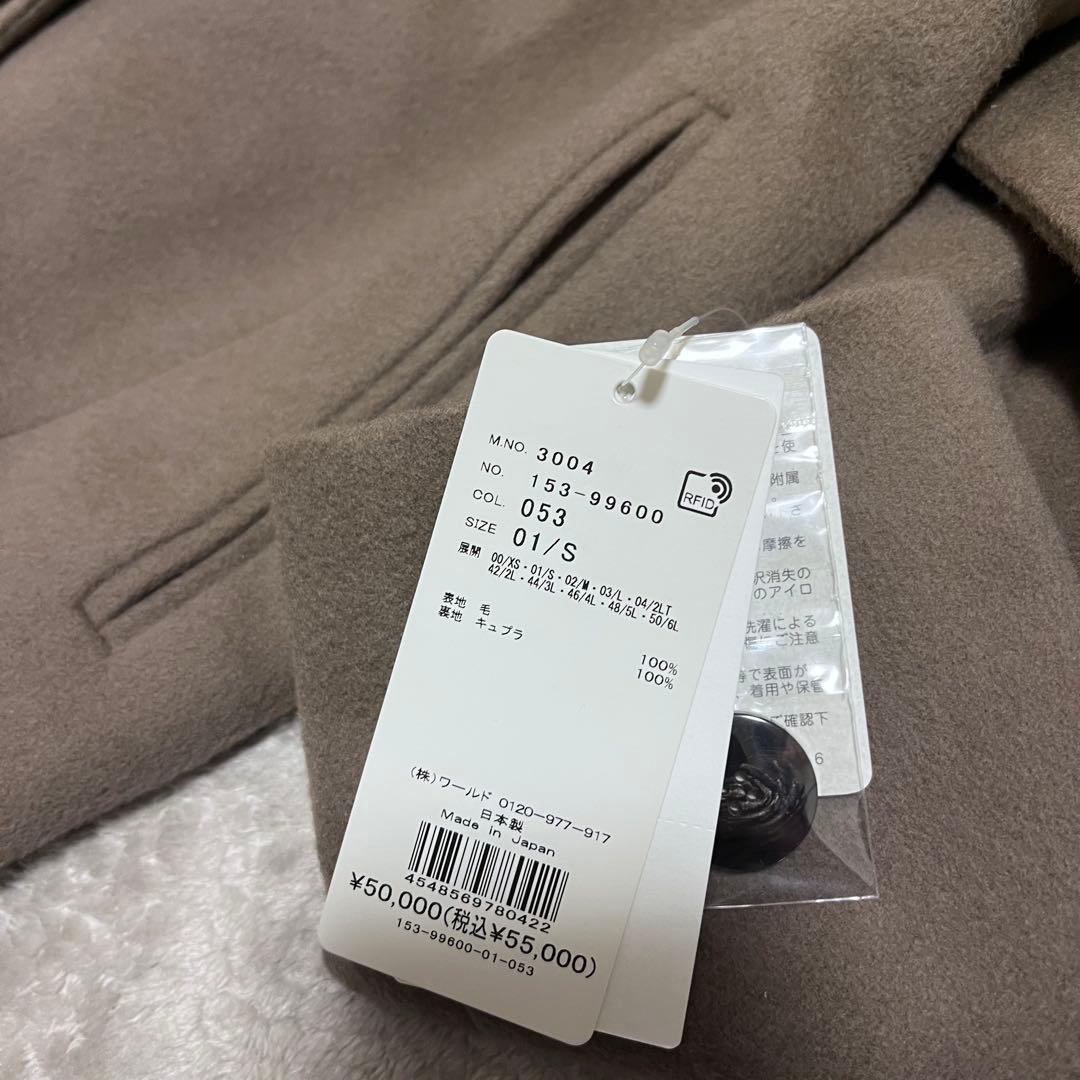 M.NO. 3004
NO. 153-99600
COL. 053
SIZE 01/S
RFID
展開 00/XS・01/S・02/M・03/L・04/2LT
42/2L・44/3L・46/4L・48/5L・50/6L
表地 毛 100%
裏地 キュプラ 100%
(株)ワールド 0120-977-917
日本製
Made in Japan
4548569780422
¥50,000(税込¥55,000)
153-99600-01-053
使
附属
さ
摩擦を
沢消失の
のアイロ
洗濯による
にご注意
等で表面が
、着用や保管
ご確認下
6